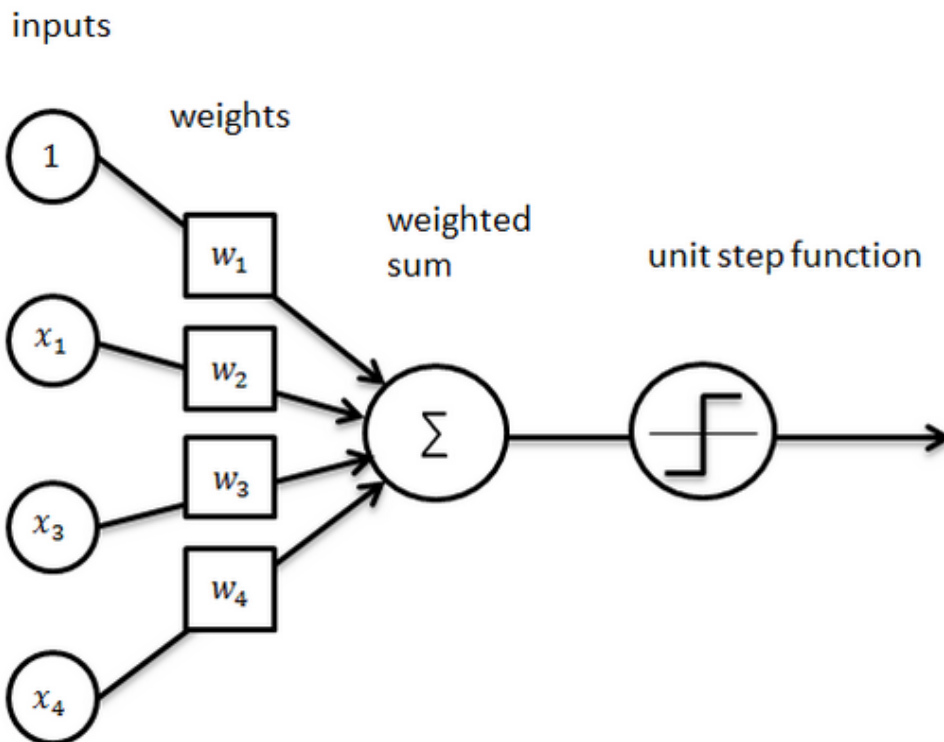 inputs
weights
1
w₁
weighted
sum
unit step function
x₁
w₂
∑
w₃
x₃
w₄
x₄